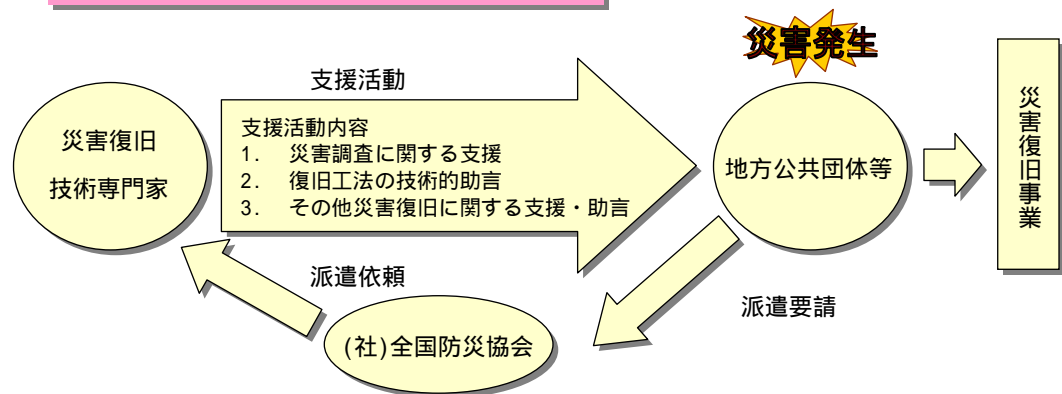 災害発生
支援活動
災害復旧
技術専門家
支援活動内容
1. 災害調査に関する支援
2. 復旧工法の技術的助言
3. その他災害復旧に関する支援・助言
地方公共団体等
災害復旧事業
派遣依頼
派遣要請
(社)全国防災協会